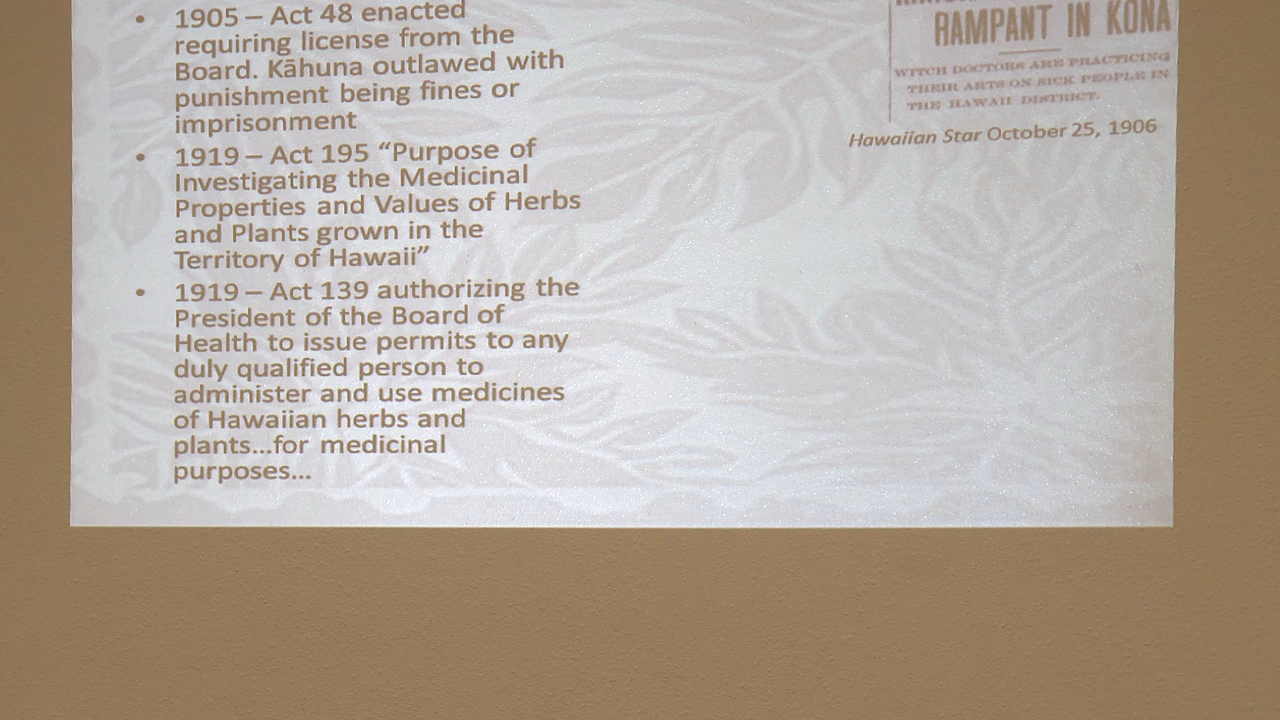 • 1905 – Act 48 enacted
requiring license from the
Board. Kāhuna outlawed with
punishment being fines or
imprisonment
• 1919 – Act 195 “Purpose of
Investigating the Medicinal
Properties and Values of Herbs
and Plants grown in the
Territory of Hawaii”
• 1919 – Act 139 authorizing the
President of the Board of
Health to issue permits to any
duly qualified person to
administer and use medicines
of Hawaiian herbs and
plants...for medicinal
purposes...
RAMPANT IN KONA
WITCH DOCTORS ARE PRACTICING
THEIR ARTS ON SICK PEOPLE IN
THE HAWAII DISTRICT.
Hawaiian Star October 25, 1906